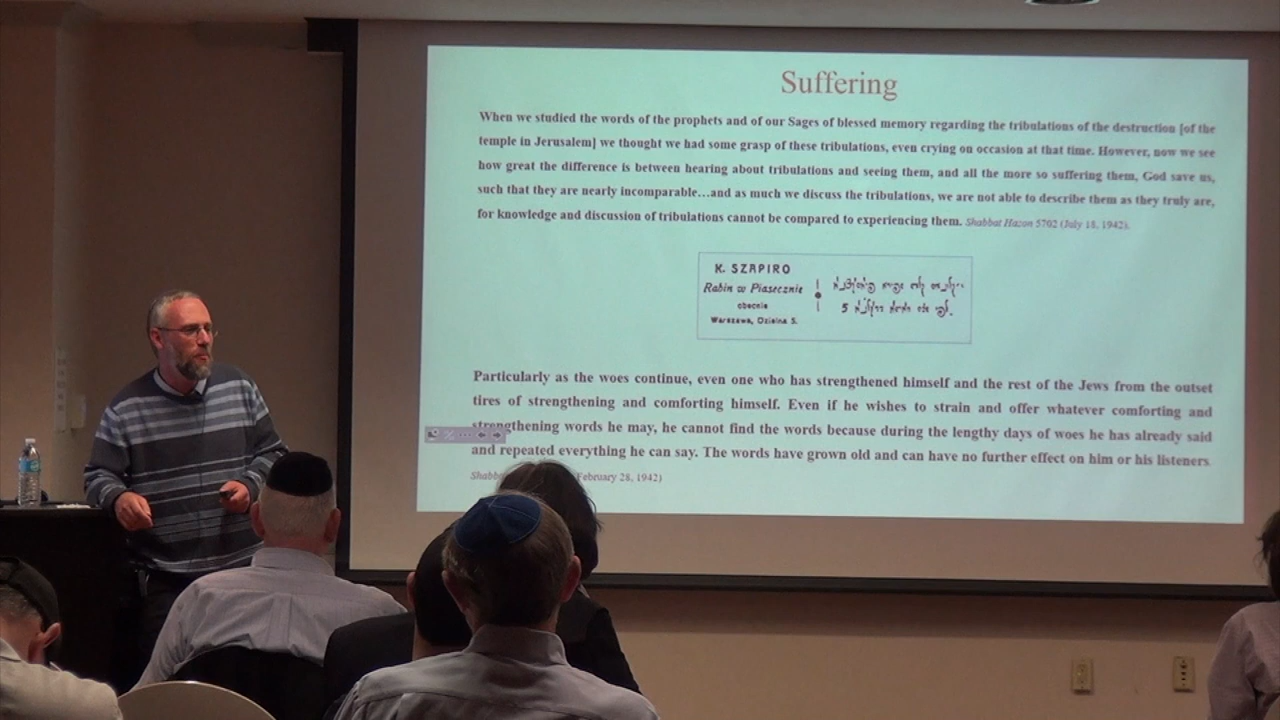 Suffering
When we studied the words of the prophets and of our Sages of blessed memory regarding the tribulations of the destruction [of the
temple in Jerusalem] we thought we had some grasp of these tribulations, even crying on occasion at that time. However, now we see
how great the difference is between hearing about tribulations and seeing them, and all the more so suffering them, God save us,
such that they are nearly incomparable…and as much we discuss the tribulations, we are not able to describe them as they truly are,
for knowledge and discussion of tribulations cannot be compared to experiencing them. Shabbat Hazon 5702 (July 18, 1942).
K. SZAPIRO
Rabin w Piasecznie
obecnie
Warszawa, Dzielna 5.
Particularly as the woes continue, even one who has strengthened himself and the rest of the Jews from the outset
tires of strengthening and comforting himself. Even if he wishes to strain and offer whatever comforting and
strengthening words he may, he cannot find the words because during the lengthy days of woes he has already said
and repeated everything he can say. The words have grown old and can have no further effect on him or his listeners
February 28, 1942)